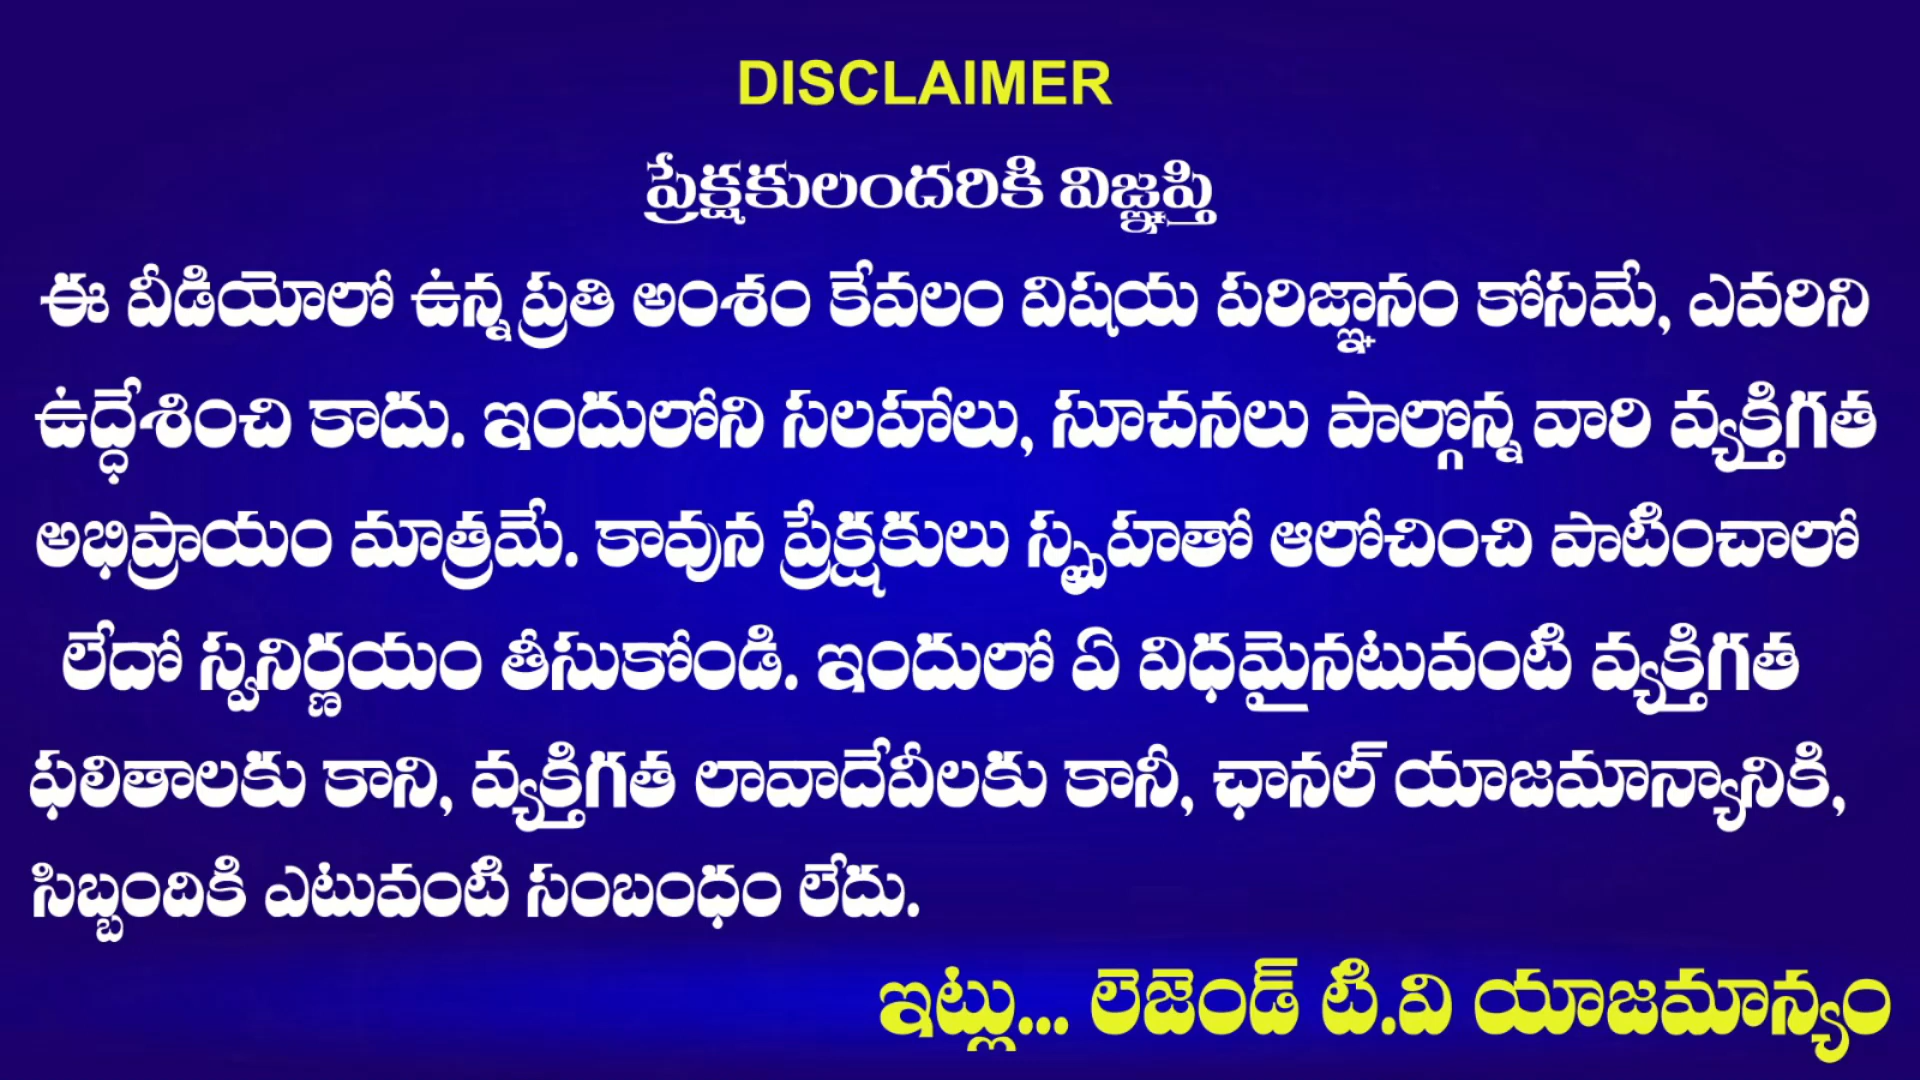 DISCLAIMER
ప్రేక్షకులందరికి విజ్ఞప్తి
ఈ వీడియోలో ఉన్న ప్రతి అంశం కేవలం విషయ పరిజ్ఞానం కోసమే, ఎవరిని
ఉద్ధేశించి కాదు. ఇందులోని సలహాలు, సూచనలు పాల్గొన్న వారి వ్యక్తిగత
అభిప్రాయం మాత్రమే. కావున ప్రేక్షకులు స్పృహతో ఆలోచించి పాటించాలో
లేదో స్వనిర్ణయం తీసుకోండి. ఇందులో ఏ విధమైనటువంటి వ్యక్తిగత
ఫలితాలకు కాని, వ్యక్తిగత లావాదేవీలకు కానీ, ఛానల్ యాజమాన్యానికి,
సిబ్బందికి ఎటువంటి సంబంధం లేదు.
ఇట్లు... లెజెండ్ టి.వి యాజమాన్యం